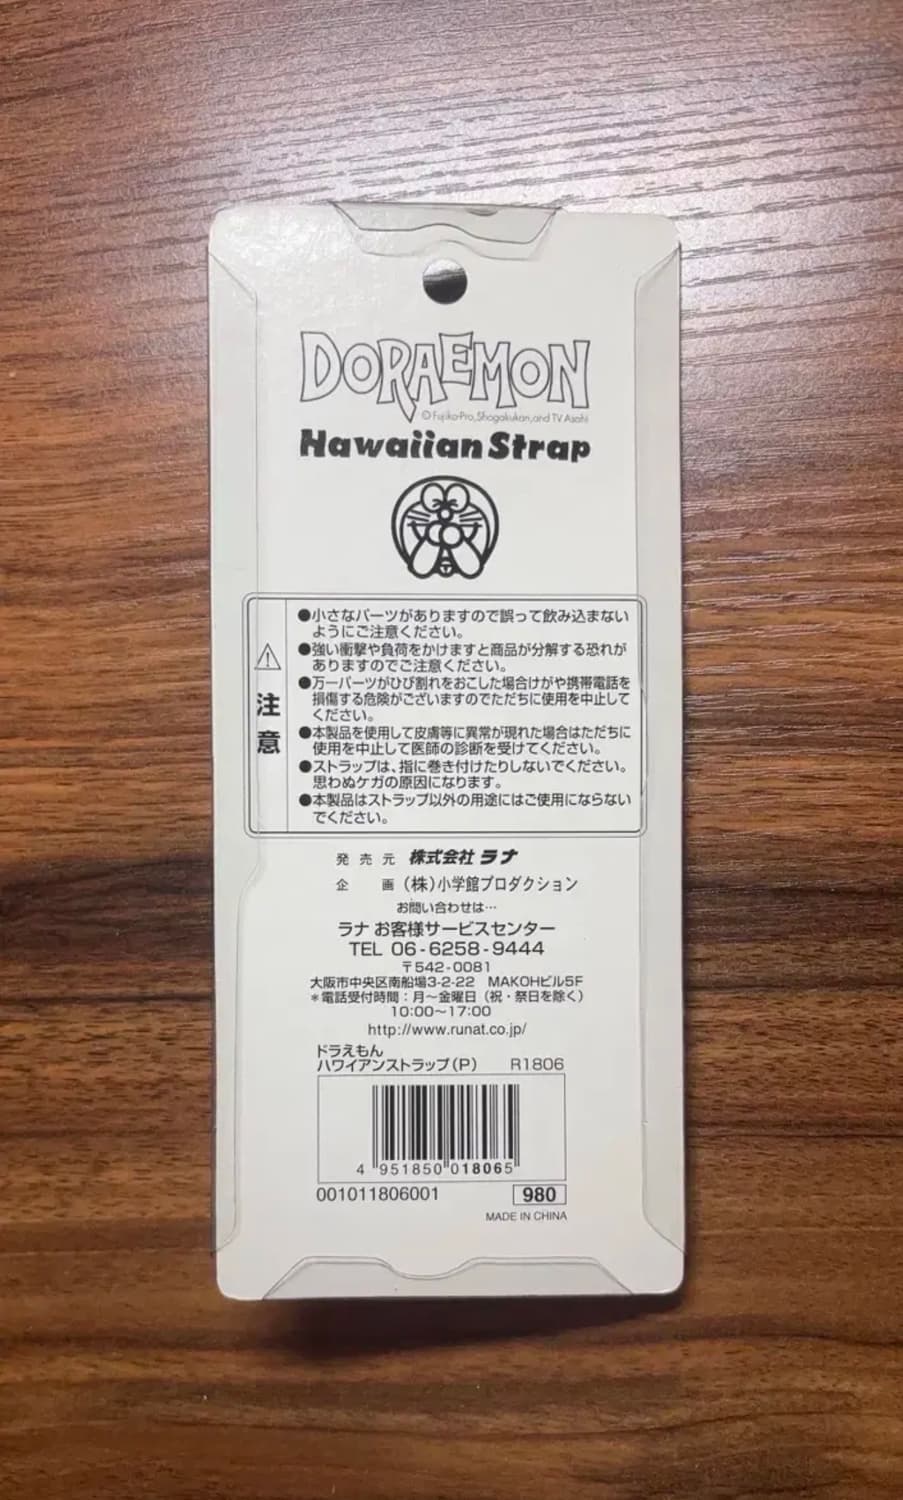 DORAEMON
© Fujiko-Pro, Shogakukan, and TV Asahi
Hawaiian Strap
注意
●小さなパーツがありますので誤って飲み込まない
ようにご注意ください。
●強い衝撃や負荷をかけますと商品が分解する恐れが
ありますのでご注意ください。
●万一パーツがひび割れをおこした場合けがや携帯電話を
損傷する危険がございますのでただちに使用を中止して
ください。
●本製品を使用して皮膚等に異常が現れた場合はただちに
使用を中止して医師の診断を受けてください。
●ストラップは、指に巻き付けたりしないでください。
思わぬケガの原因になります。
●本製品はストラップ以外の用途にはご使用にならない
でください。
発売元 株式会社 ラナ
企画 (株)小学館プロダクション
お問い合わせは…
ラナ お客様サービスセンター
TEL 06-6258-9444
〒542-0081
大阪市中央区南船場3-2-22 MAKOHビル5F
*電話受付時間:月〜金曜日(祝・祭日を除く)
10:00〜17:00
http://www.runat.co.jp/
ドラえもん
ハワイアンストラップ(P) R1806
4 951850 018065
001011806001 980
MADE IN CHINA